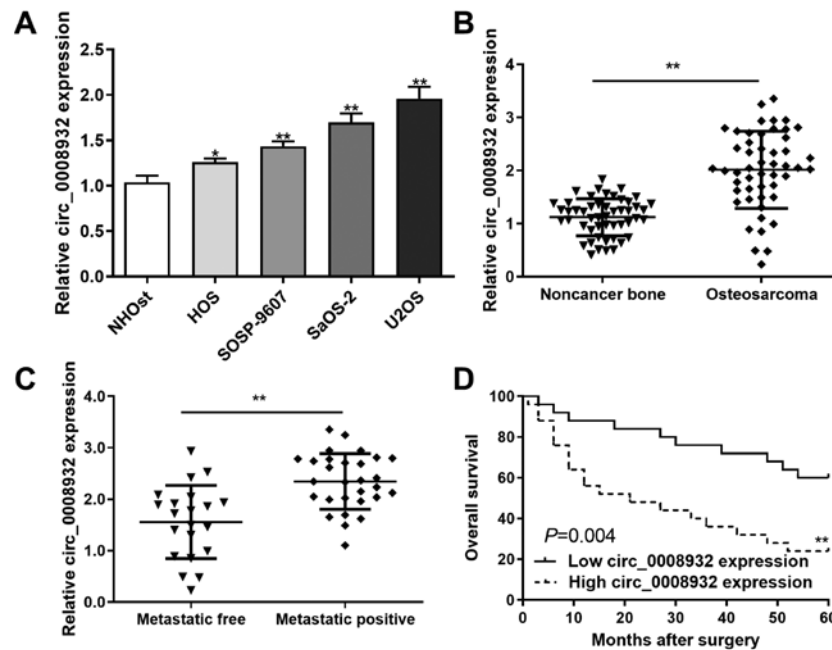 A
Relative circ_0008932 expression
2.5
2.0
1.5
1.0
0.5
0.0
*
**
**
**
NHOst
HOS
SOSP-9607
SaOS-2
U2OS
B
Relative circ_0008932 expression
4
3
2
1
0
**
Noncancer bone
Osteosarcoma
C
Relative circ_0008932 expression
4.0
3.0
2.0
1.0
0.0
**
Metastatic free
Metastatic positive
D
Overall survival
100
80
60
40
20
0
P=0.004
**
Low circ_0008932 expression
High circ_0008932 expression
0 10 20 30 40 50 60
Months after surgery